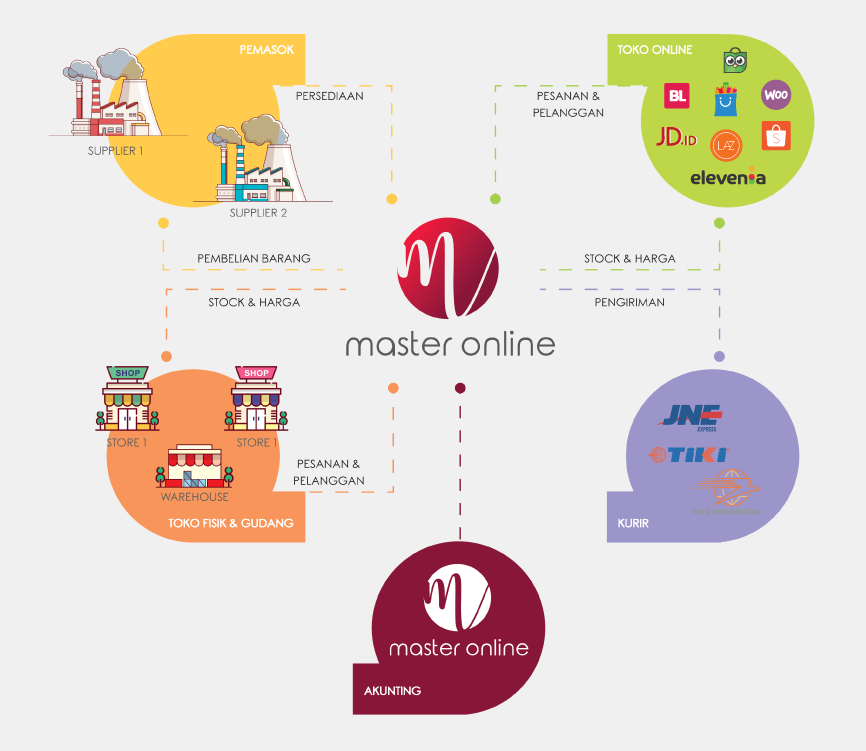 PEMASOK
SUPPLIER 1
SUPPLIER 2
PERSEDIAAN
PESANAN &
PELANGGAN
TOKO ONLINE
BL
WOO
JD.ID
LAZ
S
elevenia
PEMBELIAN BARANG
STOCK & HARGA
STOCK & HARGA
PENGIRIMAN
m
master online
SHOP
SHOP
STORE 1
STORE 1
WAREHOUSE
TOKO FISIK & GUDANG
PESANAN &
PELANGGAN
JNE
EXPRESS
TIKI
POS INDONESIA
KURIR
m
master online
AKUNTING